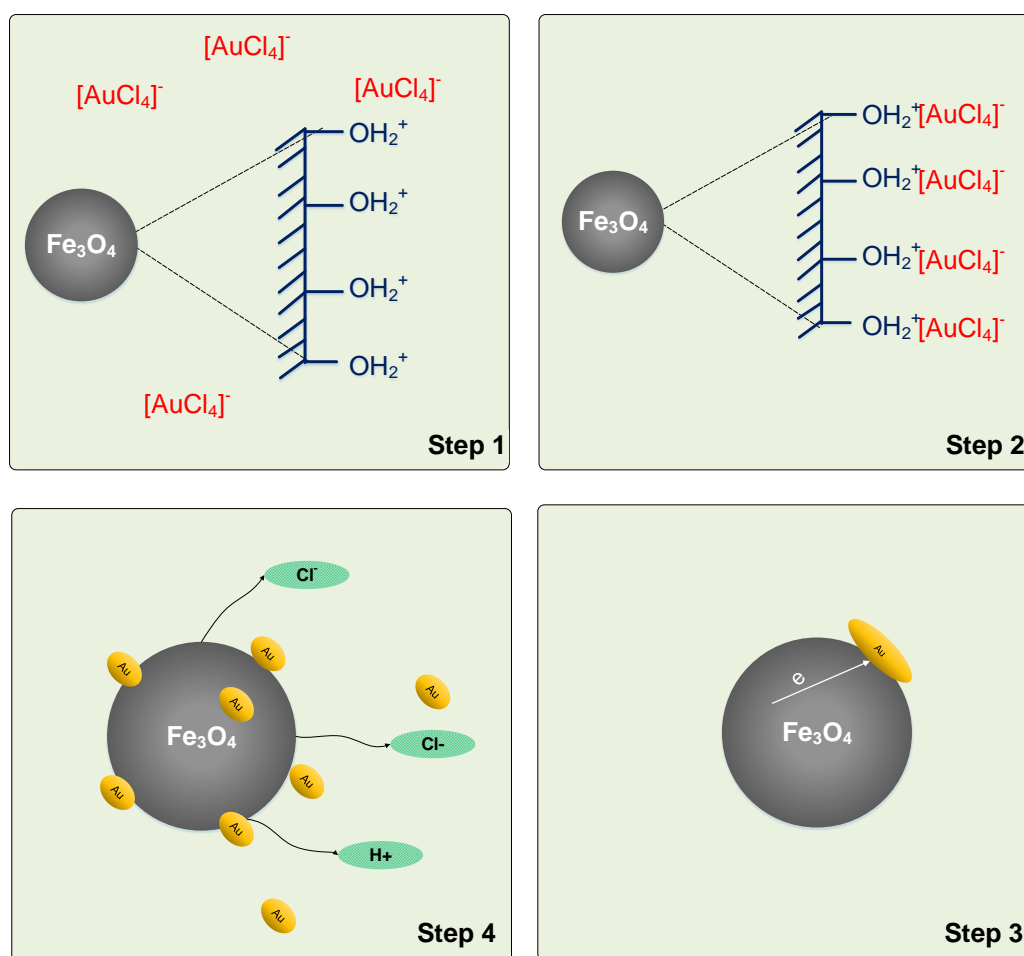 [AuCl₄]⁻
[AuCl₄]⁻
[AuCl₄]⁻
OH₂⁺
OH₂⁺
Fe₃O₄
OH₂⁺
OH₂⁺
[AuCl₄]⁻
Step 1
OH₂⁺[AuCl₄]⁻
OH₂⁺[AuCl₄]⁻
Fe₃O₄
OH₂⁺[AuCl₄]⁻
OH₂⁺[AuCl₄]⁻
Step 2
Cl⁻
Au
Au
Au
Au
Fe₃O₄
Cl-
Au
Au
Au
H+
Au
Step 4
Au
e
Fe₃O₄
Step 3